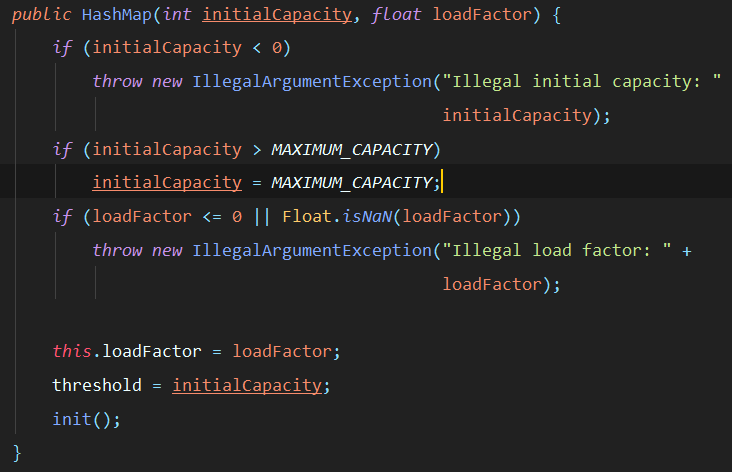 public HashMap(int initialCapacity, float loadFactor) {
if (initialCapacity < 0)
throw new IllegalArgumentException("Illegal initial capacity: "
initialCapacity);
if (initialCapacity > MAXIMUM_CAPACITY)
initialCapacity = MAXIMUM_CAPACITY;
if (loadFactor <= 0 || Float.isNaN(loadFactor))
throw new IllegalArgumentException("Illegal load factor: " +
loadFactor);
this.loadFactor = loadFactor;
threshold = initialCapacity;
init();
}